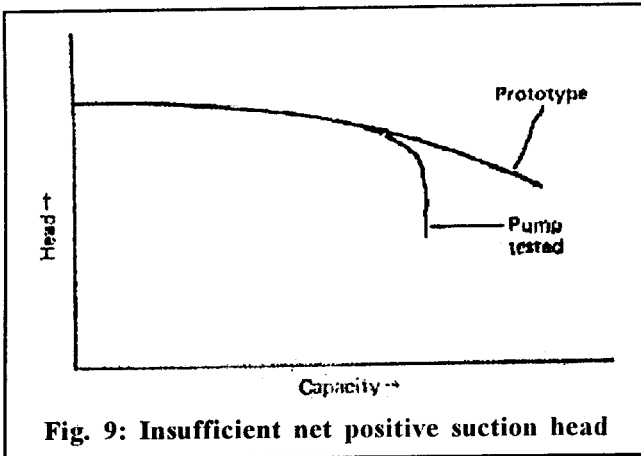 Prototype
Head →
Pump
tested
Capacity →
Fig. 9: Insufficient net positive suction head